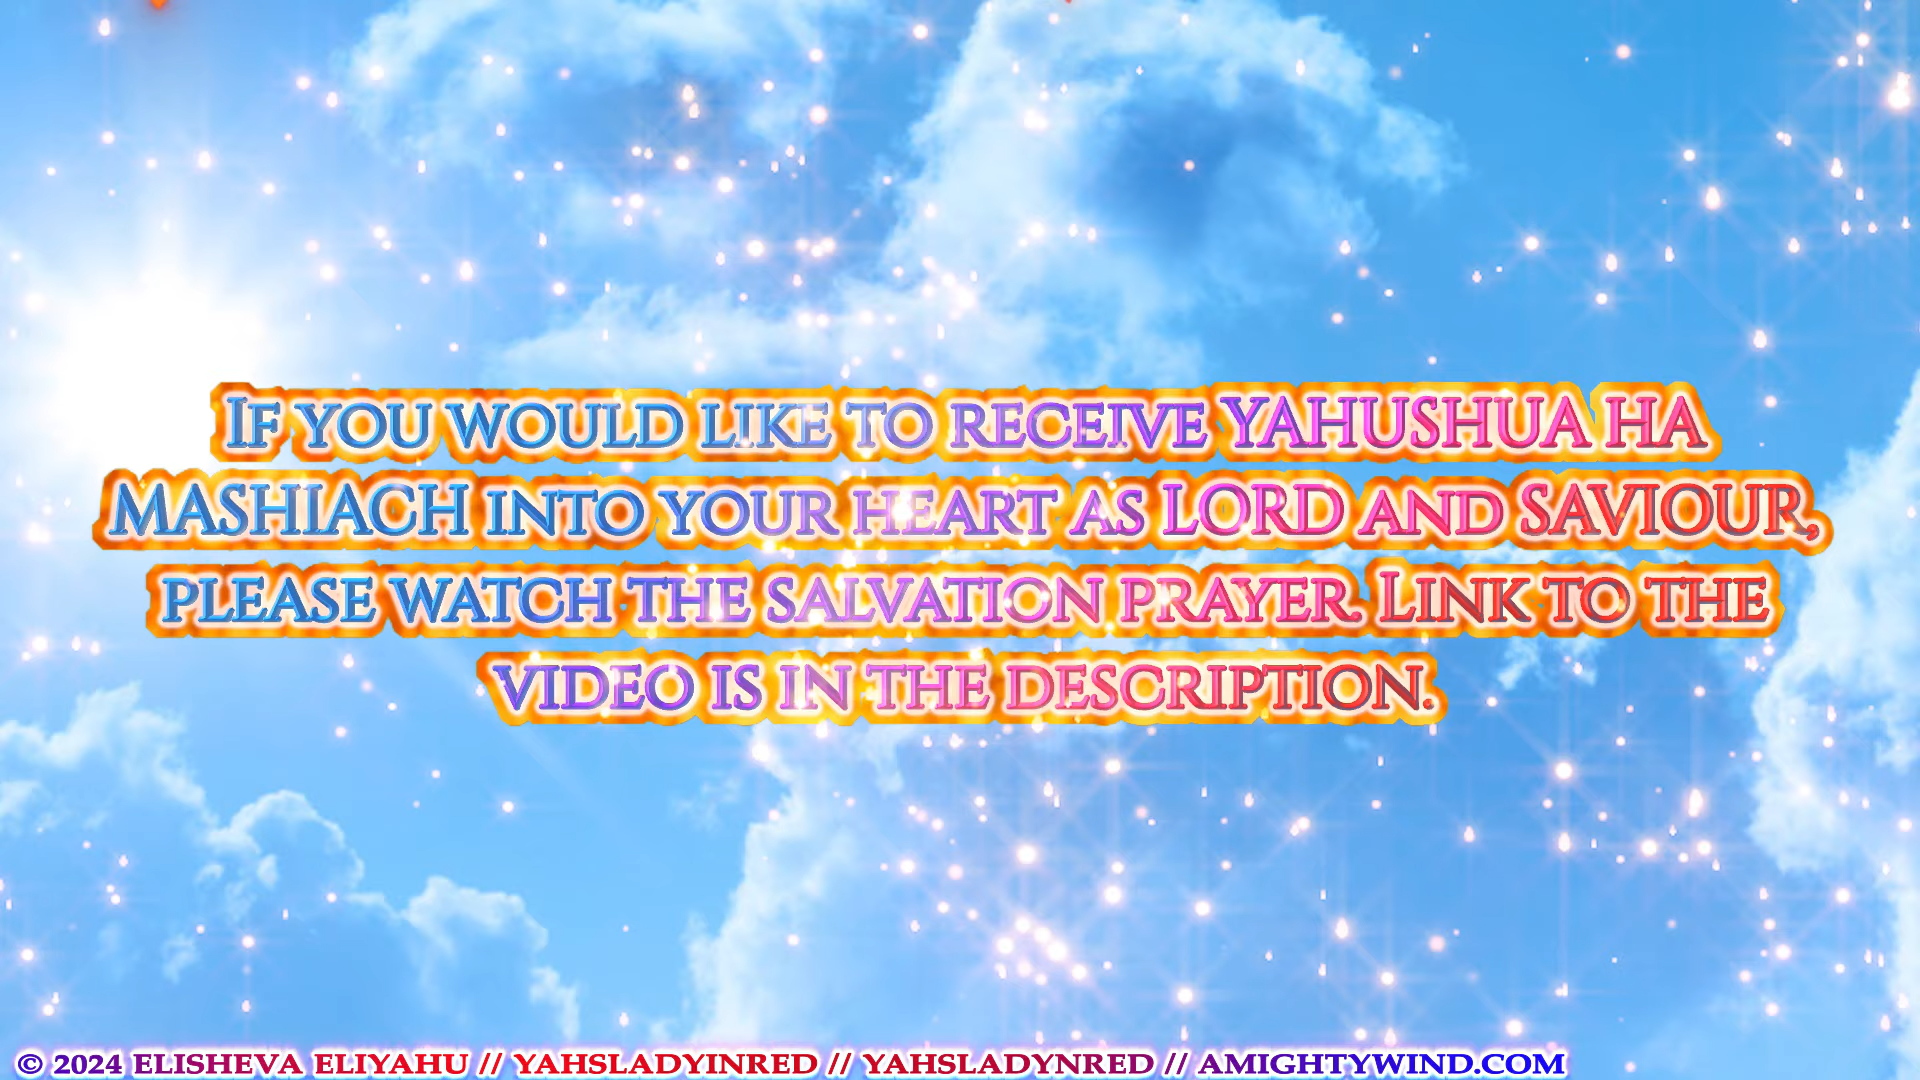 If you would like to receive YAHUSHUA HA
MASHIACH into your heart as LORD and SAVIOUR,
please watch the salvation prayer. Link to the
video is in the description.
© 2024 ELISHEVA ELIYAHU // YAHSLADYINRED // YAHSLADYNRED // AMIGHTYWIND.COM